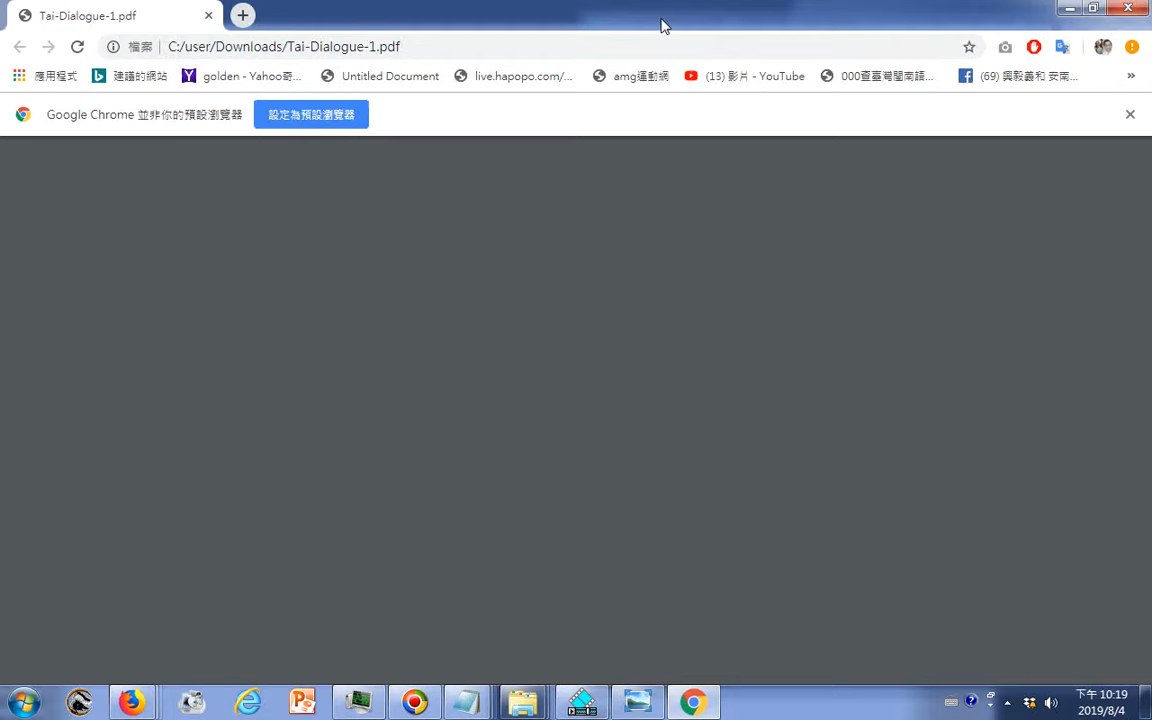 Tai-Dialogue-1.pdf
檔案 C:/user/Downloads/Tai-Dialogue-1.pdf
應用程式 建議的網站 golden - Yahoo奇... Untitled Document live.hapopo.com/... amg運動網 (13) 影片 - YouTube 000查臺灣閩南語... (69) 興毅義和 安南... »
Google Chrome 並非你的預設瀏覽器 設定為預設瀏覽器
下午 10:19
2019/8/4